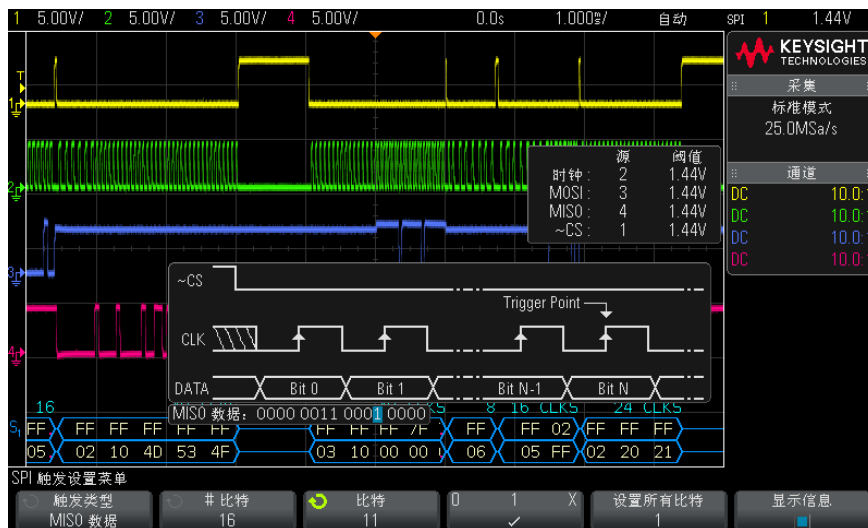 1 5.00V/ 2 5.00V/ 3 5.00V/ 4 5.00V/ 0.0s 1.000ms/ 自动 SPI 1 1.44V
KEYSIGHT
TECHNOLOGIES
采集
标准模式
25.0MSa/s
通道
DC 10.0:
DC 10.0:
DC 10.0:
DC 10.0:
源 阈值
时钟: 2 1.44V
MOSI: 3 1.44V
MISO: 4 1.44V
~CS: 1 1.44V
T
1
2
3
4
~CS
Trigger Point
CLK
DATA Bit 0 Bit 1 Bit N-1 Bit N
MISO 数据: 0000 0011 0001 0000
16 CLKS 8 16 CLKS 24 CLKS
S1 FF FF FF FF FF FF FF FF FF 7F FF FF 02 FF FF FF
05 02 10 4D 53 4F 03 10 00 00 06 05 FF 02 20 21
SPI 触发设置菜单
触发类型 # 比特 比特 0 1 X 设置所有比特 显示信息
MISO 数据 16 11 ✓ 1